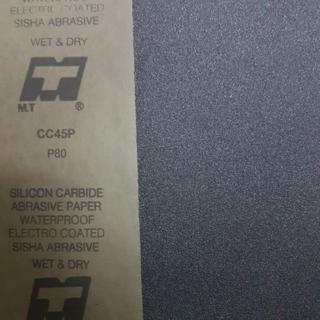 WATERPROOF
ELECTRO COATED
SISHA ABRASIVE
WET & DRY
M.T ®
CC45P
P80
SILICON CARBIDE
ABRASIVE PAPER
WATERPROOF
ELECTRO COATED
SISHA ABRASIVE
WET & DRY